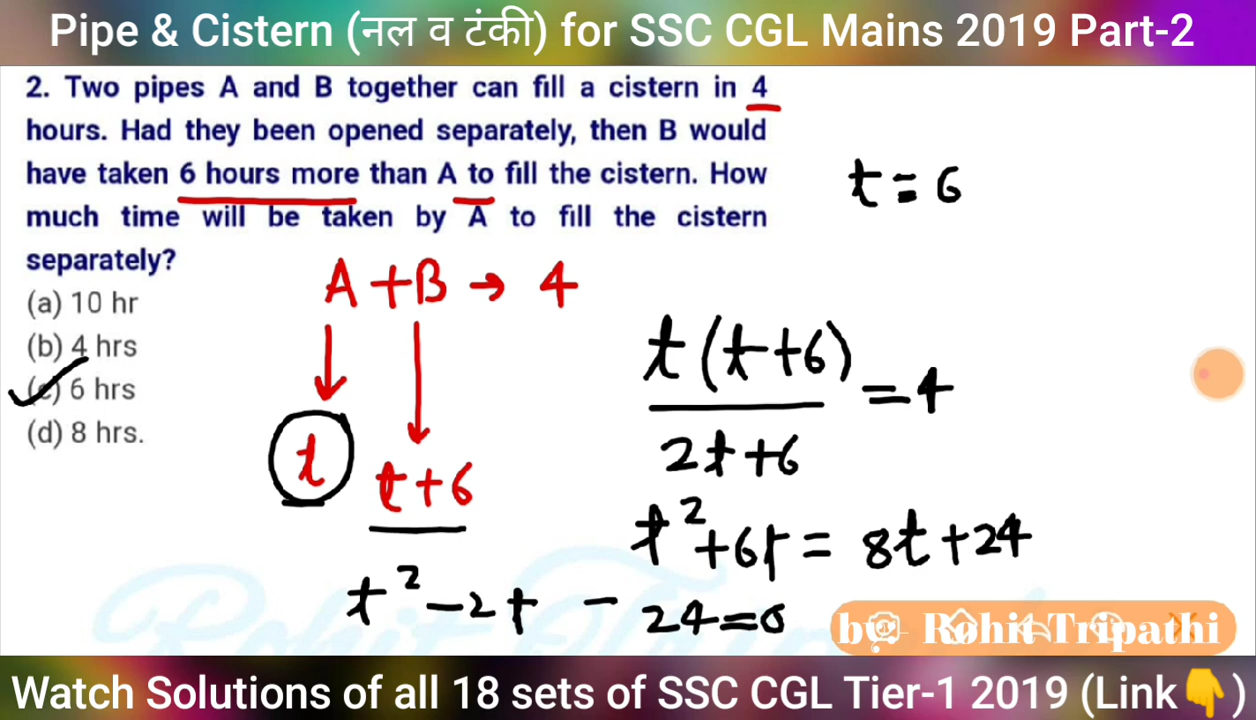 Pipe & Cistern (नल व टंकी) for SSC CGL Mains 2019 Part-2
2. Two pipes A and B together can fill a cistern in 4
hours. Had they been opened separately, then B would
have taken 6 hours more than A to fill the cistern. How
much time will be taken by A to fill the cistern
separately?
(a) 10 hr
(b) 4 hrs
(c) 6 hrs
(d) 8 hrs.
t = 6
A + B → 4
t
t + 6
t (t + 6)
= 4
2t + 6
t² + 6t = 8t + 24
t² - 2t - 24 = 0
by: Rohit Tripathi
Watch Solutions of all 18 sets of SSC CGL Tier-1 2019 (Link👇)